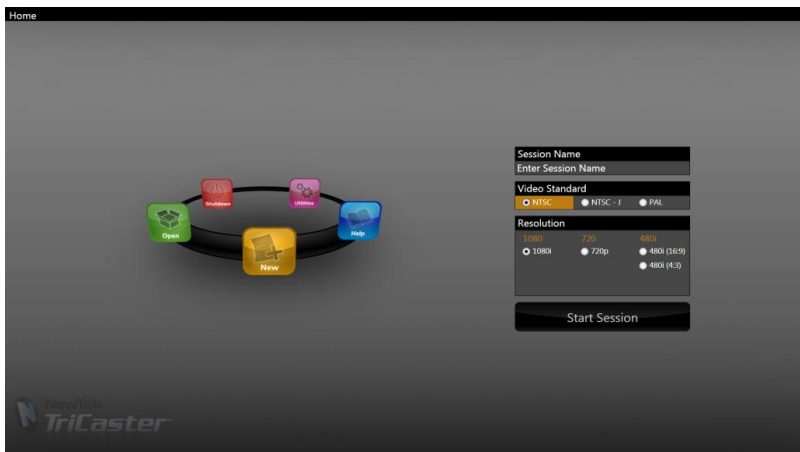 Home
Shutdown
Utilities
Open
Help
New
Session Name
Enter Session Name
Video Standard
NTSC NTSC - J PAL
Resolution
1080 720 480i
1080i 720p 480i (16:9)
480i (4:3)
Start Session
NewTek
TriCaster